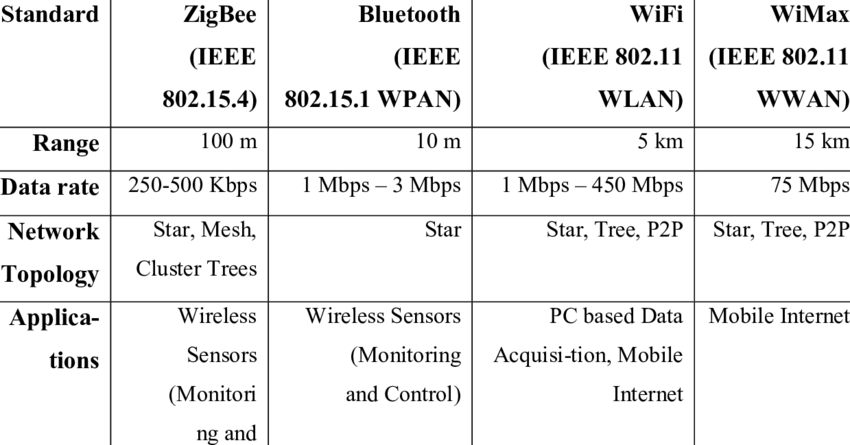 Standard
ZigBee
(IEEE
802.15.4)
Bluetooth
(IEEE
802.15.1 WPAN)
WiFi
(IEEE 802.11
WLAN)
WiMax
(IEEE 802.11
WWAN)
Range
100 m
10 m
5 km
15 km
Data rate
250-500 Kbps
1 Mbps – 3 Mbps
1 Mbps – 450 Mbps
75 Mbps
Network
Topology
Star, Mesh,
Cluster Trees
Star
Star, Tree, P2P
Star, Tree, P2P
Applica-
tions
Wireless
Sensors
(Monitori
ng and
Wireless Sensors
(Monitoring
and Control)
PC based Data
Acquisi-tion, Mobile
Internet
Mobile Internet